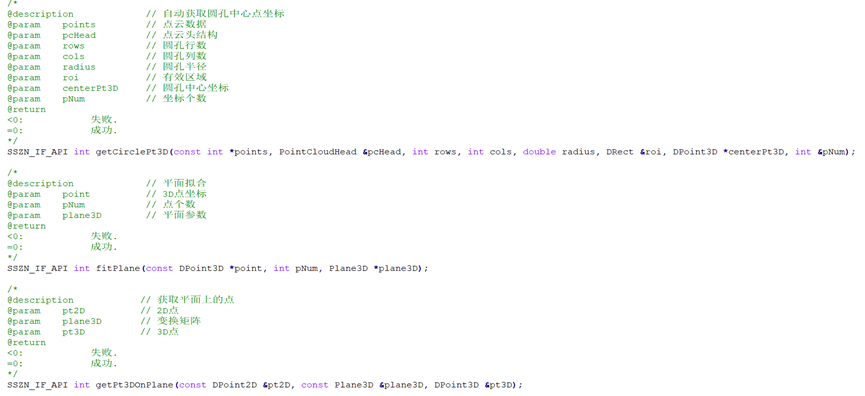 /*
@description // 自动获取圆孔中心点坐标
@param points // 点云数据
@param pcHead // 点云头结构
@param rows // 圆孔行数
@param cols // 圆孔列数
@param radius // 圆孔半径
@param roi // 有效区域
@param centerPt3D // 圆孔中心坐标
@param pNum // 坐标个数
@return
<0: 失败.
=0: 成功.
*/
SSZN_IF_API int getCirclePt3D(const int *points, PointCloudHead &pcHead, int rows, int cols, double radius, DRect &roi, DPoint3D *centerPt3D, int &pNum);
/*
@description // 平面拟合
@param point // 3D点坐标
@param pNum // 点个数
@param plane3D // 平面参数
@return
<0: 失败.
=0: 成功.
*/
SSZN_IF_API int fitPlane(const DPoint3D *point, int pNum, Plane3D *plane3D);
/*
@description // 获取平面上的点
@param pt2D // 2D点
@param plane3D // 变换矩阵
@param pt3D // 3D点
@return
<0: 失败.
=0: 成功.
*/
SSZN_IF_API int getPt3DOnPlane(const DPoint2D &pt2D, const Plane3D &plane3D, DPoint3D &pt3D);